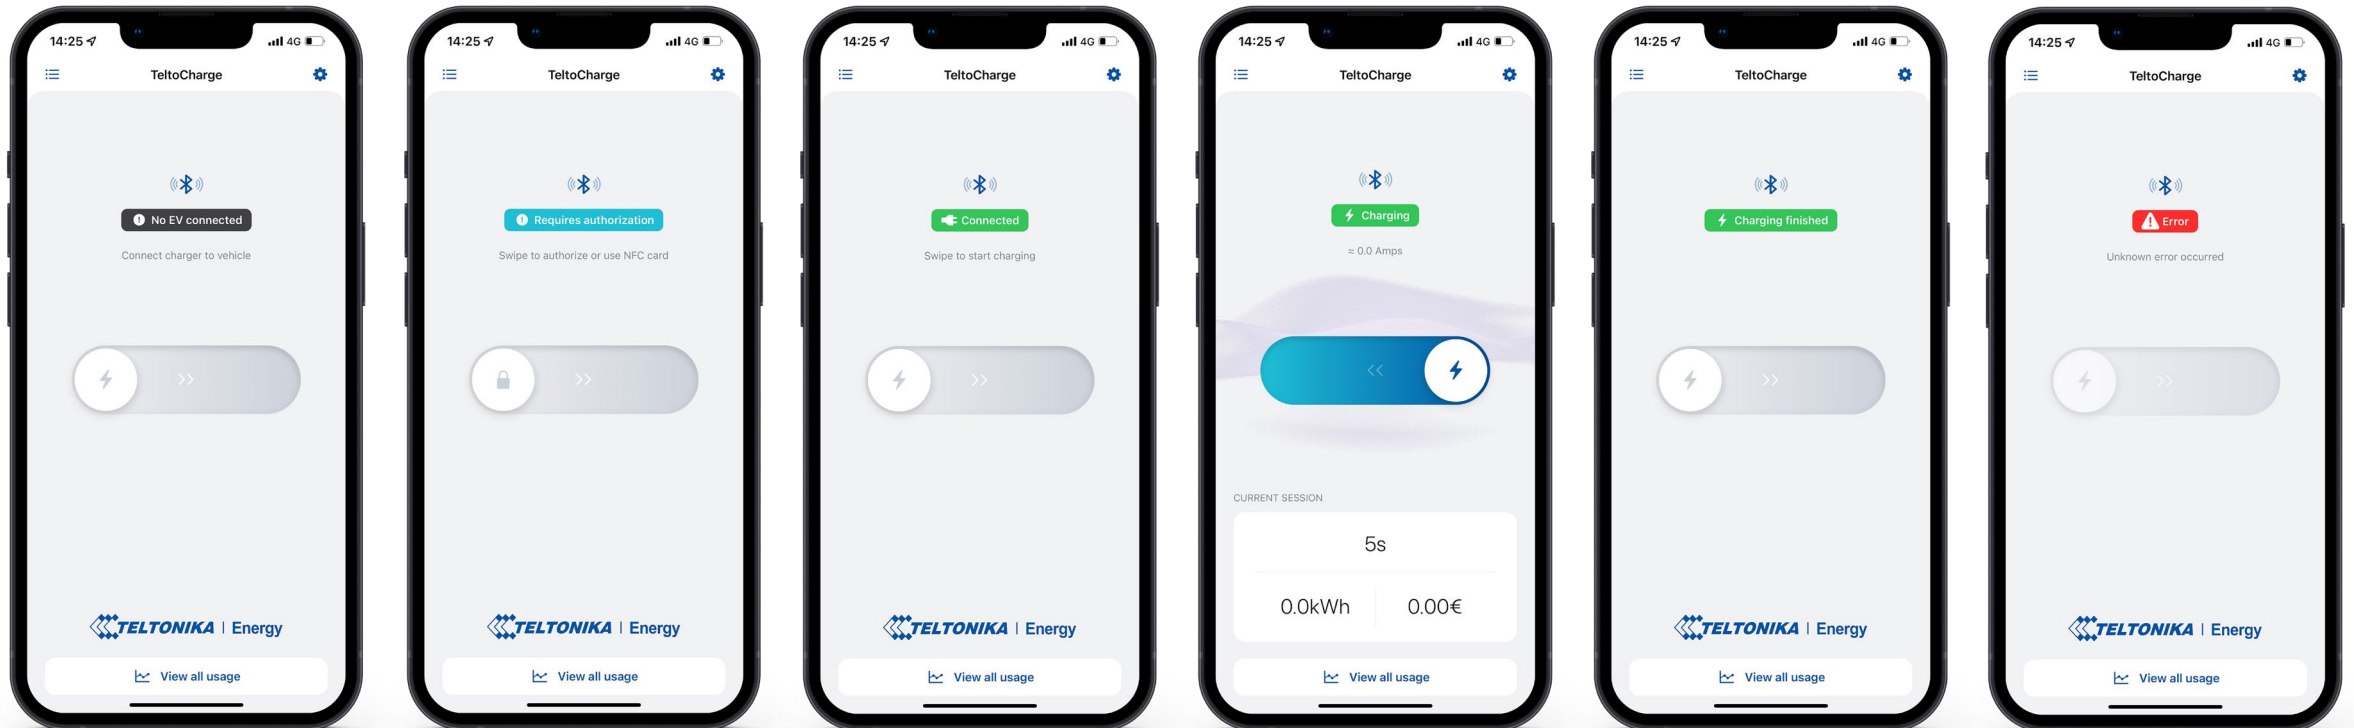 14:25 4G
TeltoCharge
No EV connected
Connect charger to vehicle
TELTONIKA | Energy
View all usage
14:25 4G
TeltoCharge
Requires authorization
Swipe to authorize or use NFC card
TELTONIKA | Energy
View all usage
14:25 4G
TeltoCharge
Connected
Swipe to start charging
TELTONIKA | Energy
View all usage
14:25 4G
TeltoCharge
Charging
≈ 0.0 Amps
CURRENT SESSION
5s
0.0kWh 0.00€
View all usage
14:25 4G
TeltoCharge
Charging finished
TELTONIKA | Energy
View all usage
14:25 4G
TeltoCharge
Error
Unknown error occurred
TELTONIKA | Energy
View all usage